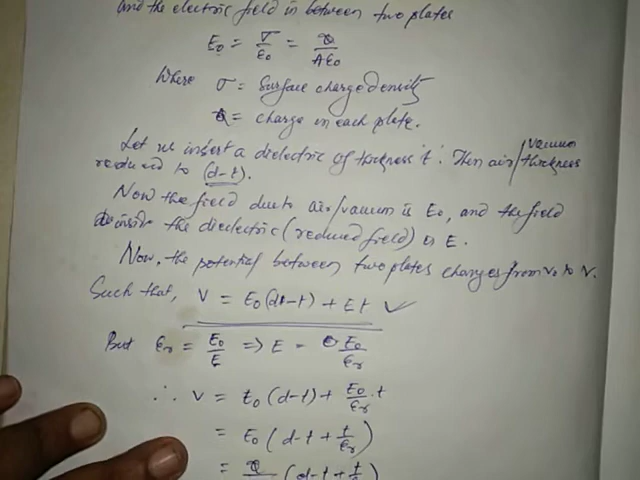 And the electric field in between two plates
E₀ = σ/ε₀ = Q/Aε₀
Where σ = Surface charge density
Q = charge in each plate.
Let we insert a dielectric of thickness 't'. Then air/vacuum thickness
reduced to (d-t).
Now the field due to air/vacuum is E₀, and the field
inside the dielectric (reduced field) is E.
Now, the potential between two plates changes from V₀ to V.
Such that, V = E₀(d-t) + Et ✓
But εr = E₀/E => E = E₀/εr
∴ V = E₀(d-t) + E₀/εr . t
= E₀(d-t + t/εr)
= Q (d-t + t